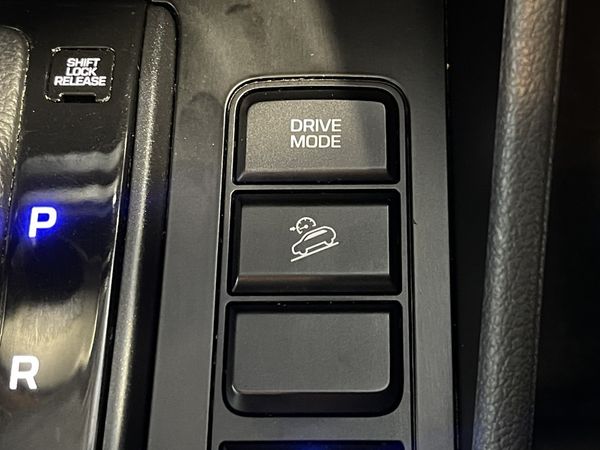 SHIFT
LOCK
RELEASE
DRIVE
MODE
P
R